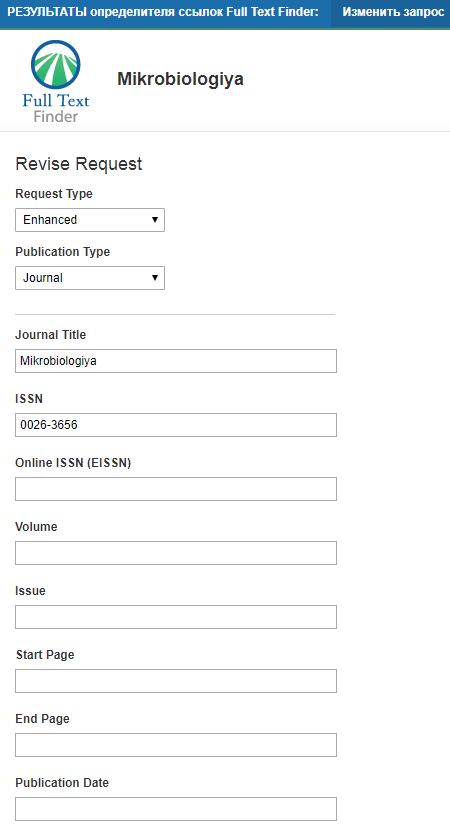 РЕЗУЛЬТАТЫ определителя ссылок Full Text Finder: Изменить запрос
Full Text
Finder
Mikrobiologiya
Revise Request
Request Type
Enhanced
Publication Type
Journal
Journal Title
Mikrobiologiya
ISSN
0026-3656
Online ISSN (EISSN)
Volume
Issue
Start Page
End Page
Publication Date